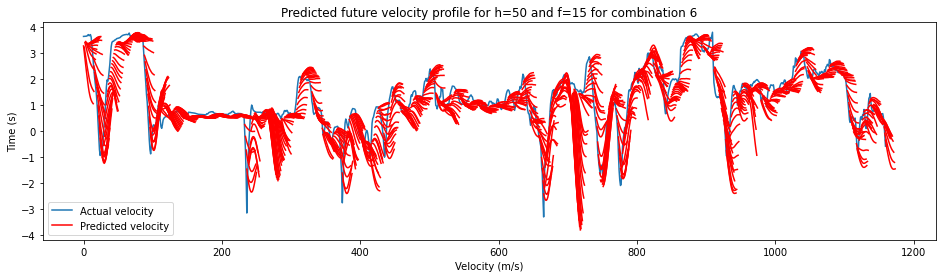 Predicted future velocity profile for h=50 and f=15 for combination 6
Time (s)
4
3
2
1
0
−1
−2
−3
−4
Actual velocity
Predicted velocity
0 200 400 600 800 1000 1200
Velocity (m/s)